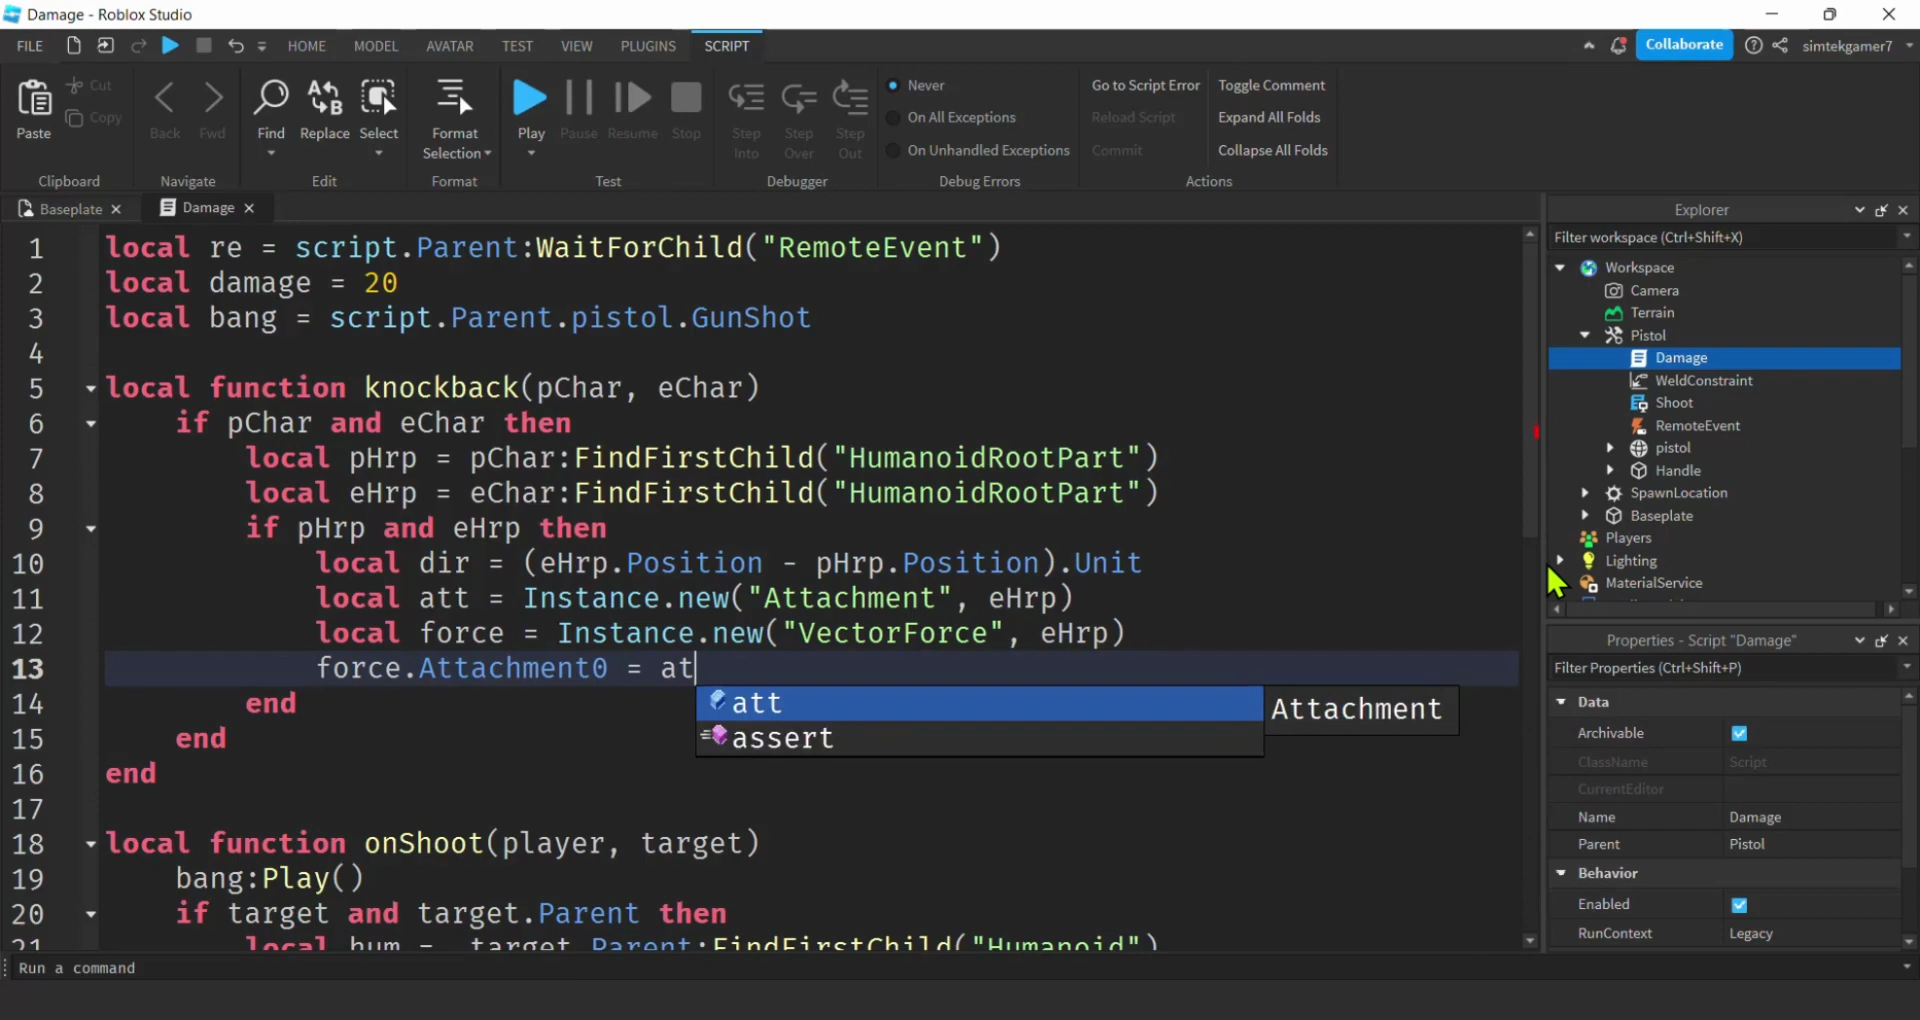 Damage - Roblox Studio
FILE HOME MODEL AVATAR TEST VIEW PLUGINS SCRIPT Collaborate simtekgamer7
Paste Cut Copy
Clipboard
Back Fwd
Navigate
Find Replace Select
Edit
Format Selection
Format
Play Pause Resume Stop
Test
Step Into Step Over Step Out
Debugger
Never
On All Exceptions
On Unhandled Exceptions
Debug Errors
Go to Script Error Toggle Comment
Reload Script Expand All Folds
Commit Collapse All Folds
Actions
Baseplate Damage
1 local re = script.Parent:WaitForChild("RemoteEvent")
2 local damage = 20
3 local bang = script.Parent.pistol.GunShot
4
5 local function knockback(pChar, eChar)
6 if pChar and eChar then
7 local pHrp = pChar:FindFirstChild("HumanoidRootPart")
8 local eHrp = eChar:FindFirstChild("HumanoidRootPart")
9 if pHrp and eHrp then
10 local dir = (eHrp.Position - pHrp.Position).Unit
11 local att = Instance.new("Attachment", eHrp)
12 local force = Instance.new("VectorForce", eHrp)
13 force.Attachment0 = at
att Attachment
assert
14 end
15 end
16 end
17
18 local function onShoot(player, target)
19 bang:Play()
20 if target and target.Parent then
21 local hum = target.Parent:FindFirstChild("Humanoid")
Run a command
Explorer
Filter workspace (Ctrl+Shift+X)
Workspace
Camera
Terrain
Pistol
Damage
WeldConstraint
Shoot
RemoteEvent
pistol
Handle
SpawnLocation
Baseplate
Players
Lighting
MaterialService
Properties - Script "Damage"
Filter Properties (Ctrl+Shift+P)
Data
Archivable
ClassName Script
CurrentEditor
Name Damage
Parent Pistol
Behavior
Enabled
RunContext Legacy